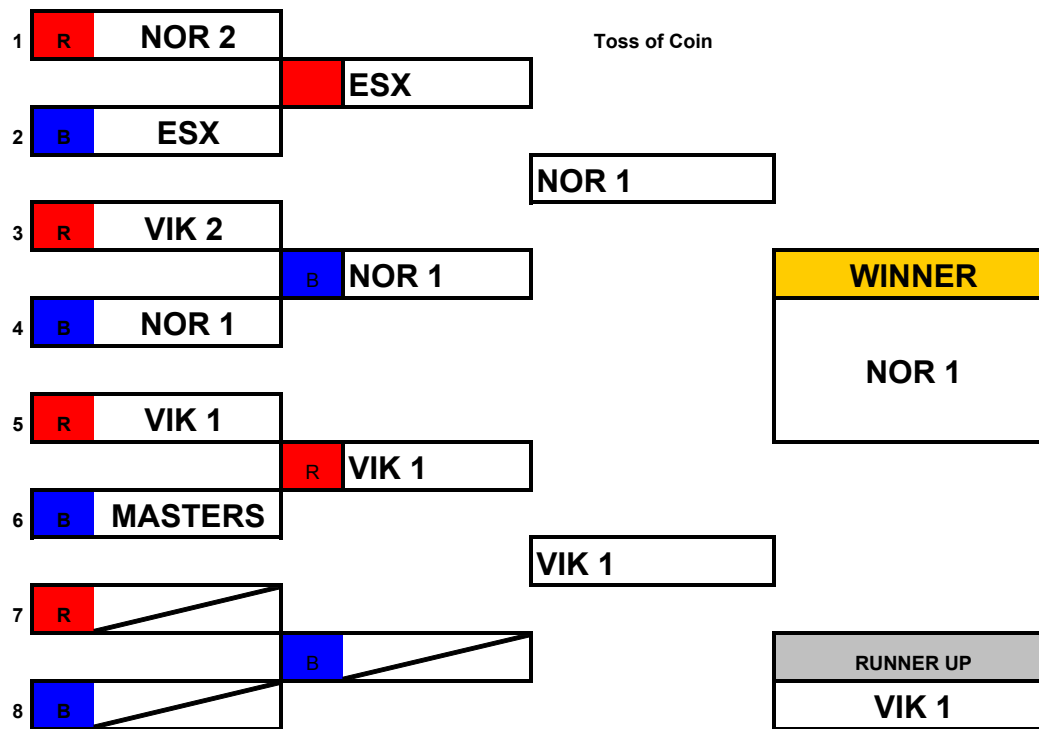 1 R NOR 2
Toss of Coin
ESX
2 B ESX
NOR 1
3 R VIK 2
B NOR 1
WINNER
4 B NOR 1
NOR 1
5 R VIK 1
R VIK 1
6 B MASTERS
VIK 1
7 R
B
RUNNER UP
8 B
VIK 1